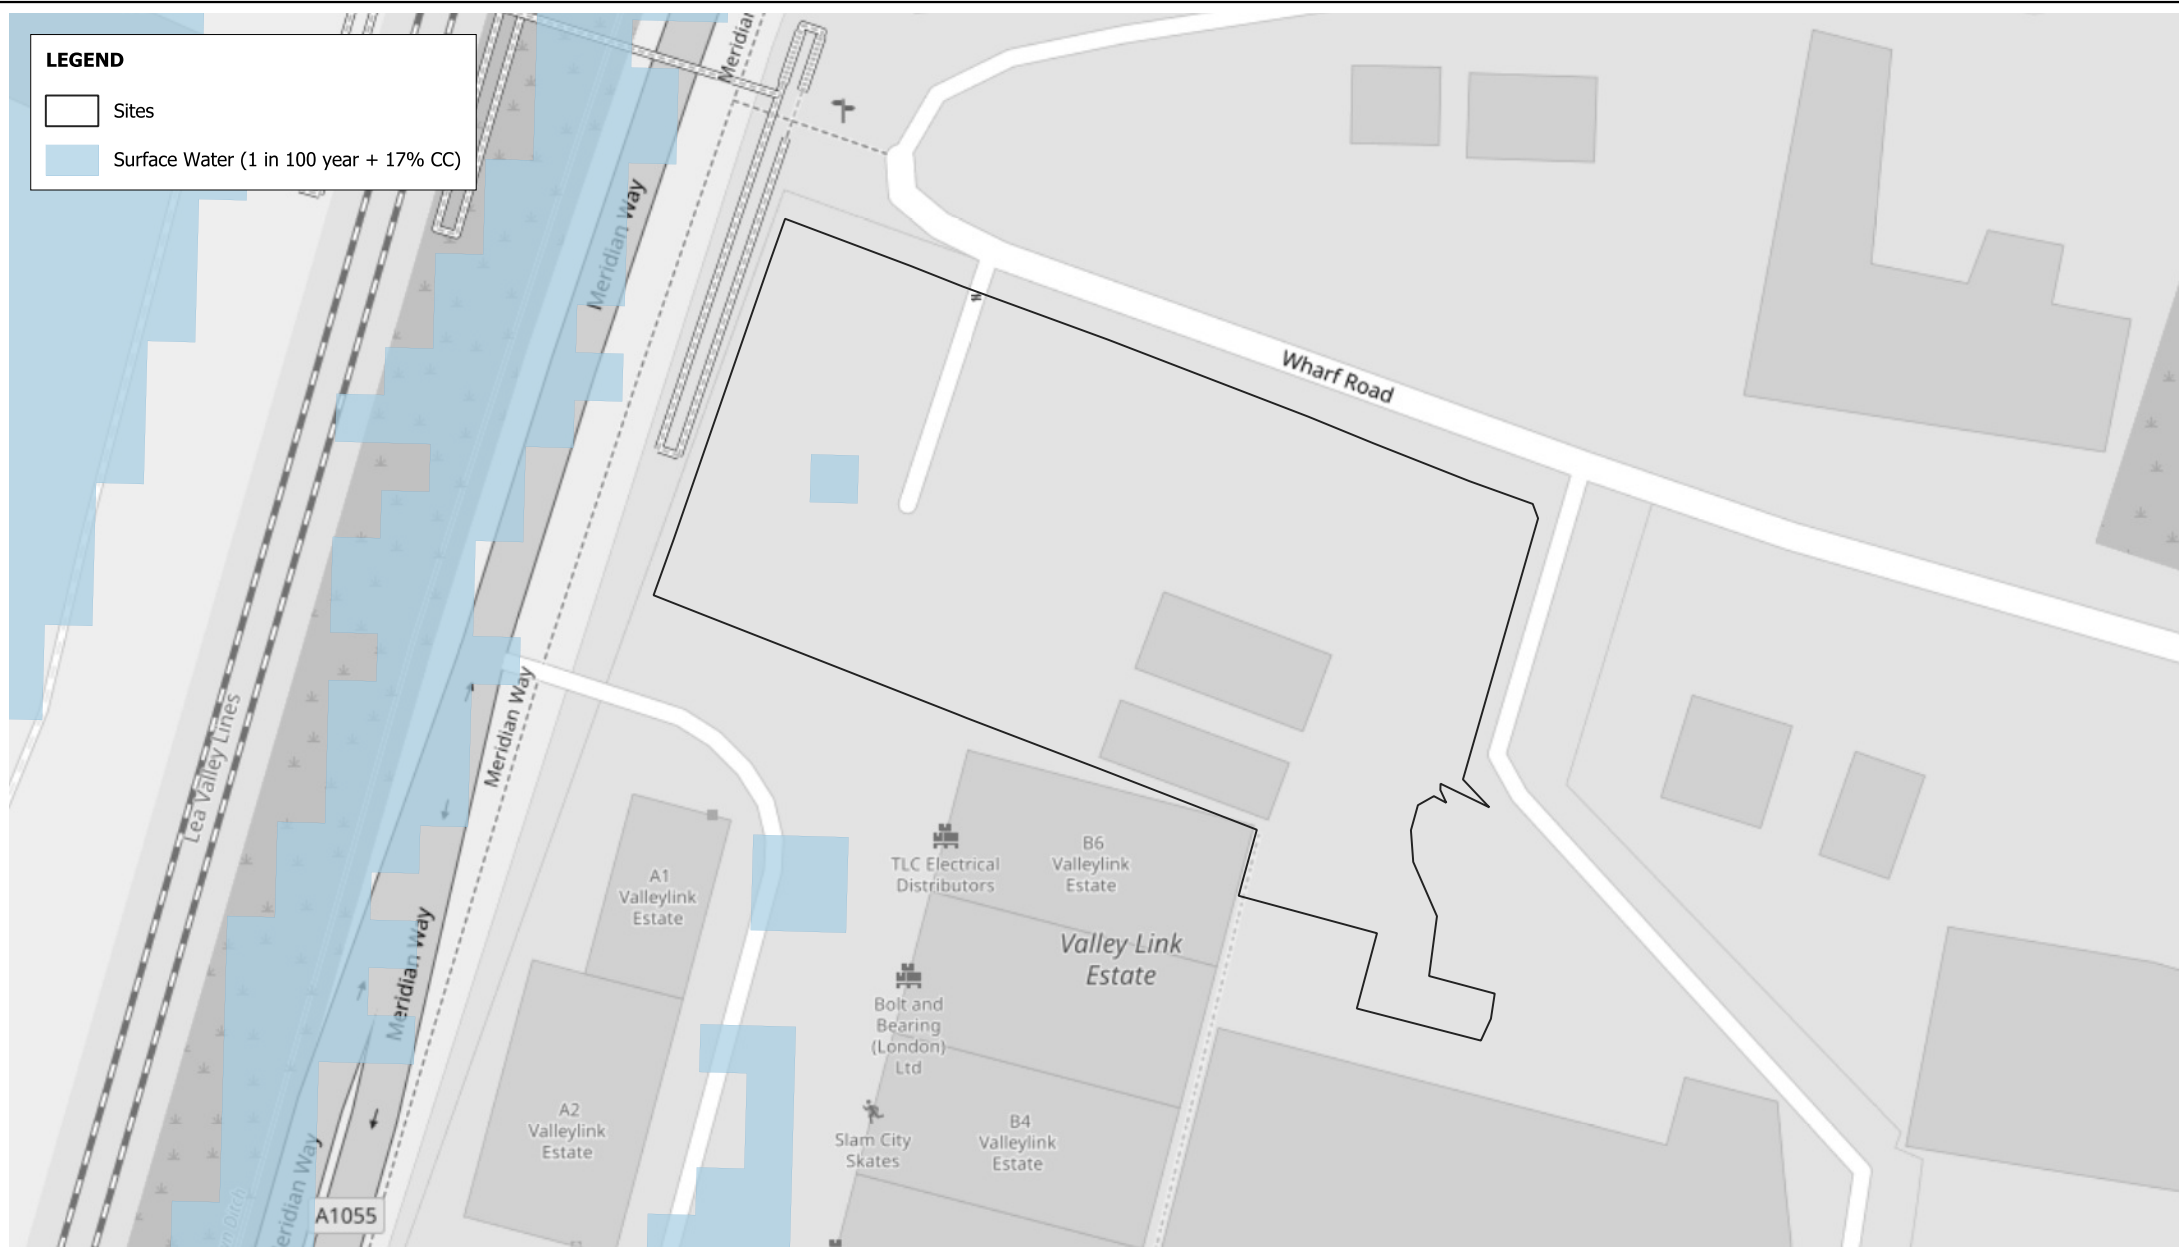 LEGEND
Sites
Surface Water (1 in 100 year + 17% CC)
Meridian
Meridian Way
Wharf Road
Lea Valley Lines
Meridian Way
A1
Valleylink
Estate
TLC Electrical
Distributors
B6
Valleylink
Estate
Meridian Way
Valley Link
Estate
Bolt and
Bearing
(London)
Ltd
A2
Valleylink
Estate
Slam City
Skates
B4
Valleylink
Estate
Meridian Way
A1055